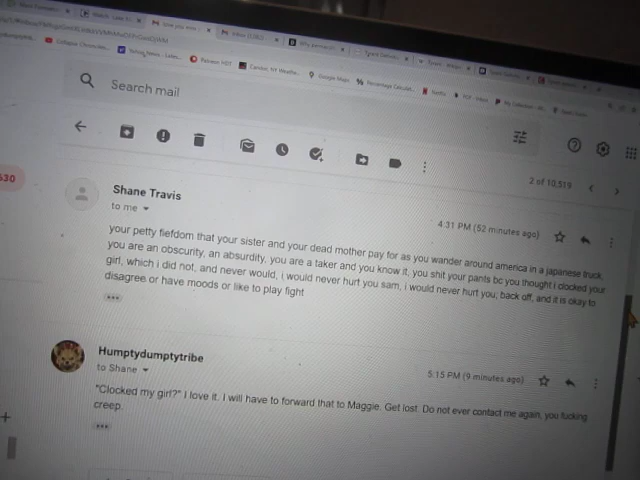 Search mail
2 of 10,519
Shane Travis
4:31 PM (52 minutes ago)
to me
your petty fiefdom that your sister and your dead mother pay for as you wander around america in a japanese truck,
you are an obscurity, an absurdity, you are a taker and you know it, you shit your pants bc you thought i clocked your
girl, which i did not, and never would, i would never hurt you sam, i would never hurt you, back off, and it is okay to
disagree or have moods or like to play fight
Humptydumptytribe
5:15 PM (9 minutes ago)
to Shane
"Clocked my girl?" I love it. I will have to forward that to Maggie. Get lost. Do not ever contact me again, you fucking
creep.